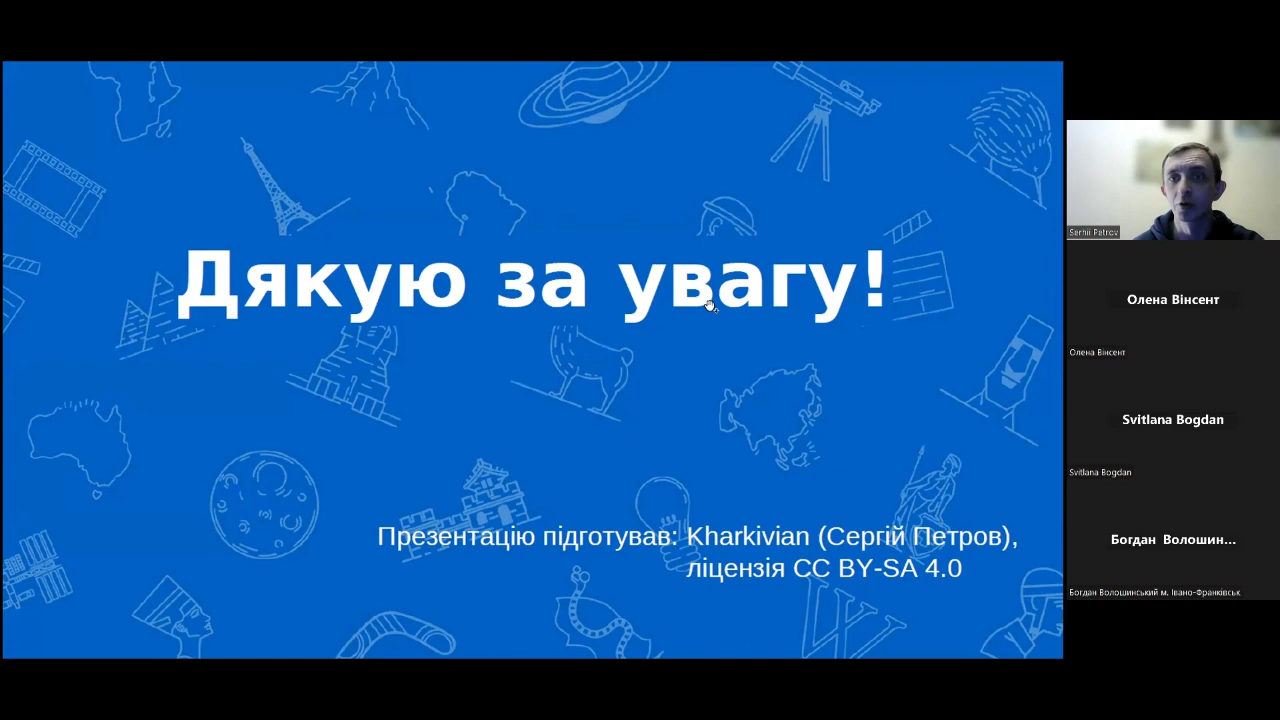 Дякую за увагу!
Презентацію підготував: Kharkivian (Сергій Петров),
ліцензія CC BY-SA 4.0
W
Serhii Petrov
Олена Вінсент
Олена Вінсент
Svitlana Bogdan
Svitlana Bogdan
Богдан Волошин...
Богдан Волошинський м. Івано-Франківськ